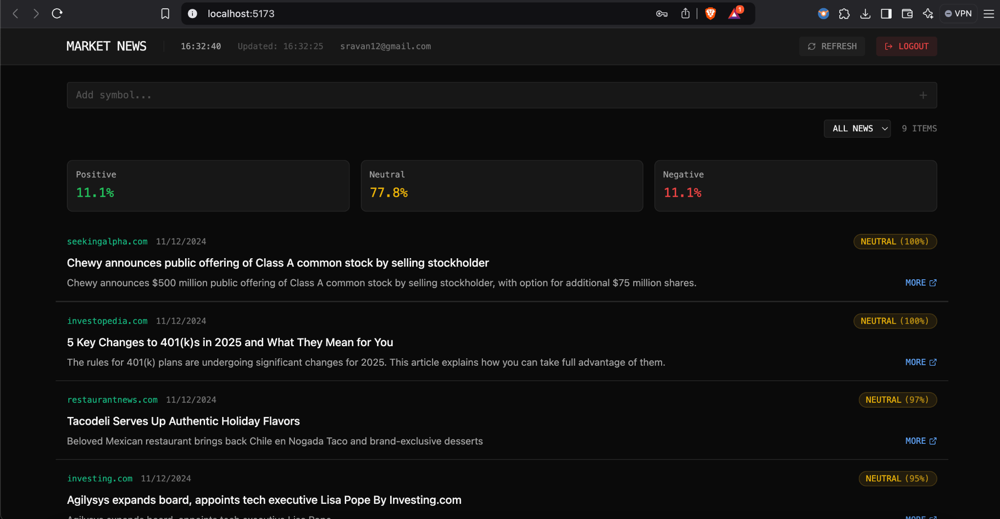 localhost:5173
1
VPN
MARKET NEWS 16:32:40 Updated: 16:32:25 sravan12@gmail.com REFRESH LOGOUT
Add symbol...
ALL NEWS 9 ITEMS
Positive
11.1%
Neutral
77.8%
Negative
11.1%
seekingalpha.com 11/12/2024 NEUTRAL (100%)
Chewy announces public offering of Class A common stock by selling stockholder
Chewy announces $500 million public offering of Class A common stock by selling stockholder, with option for additional $75 million shares.
MORE
investopedia.com 11/12/2024 NEUTRAL (100%)
5 Key Changes to 401(k)s in 2025 and What They Mean for You
The rules for 401(k) plans are undergoing significant changes for 2025. This article explains how you can take full advantage of them.
MORE
restaurantnews.com 11/12/2024 NEUTRAL (97%)
Tacodeli Serves Up Authentic Holiday Flavors
Beloved Mexican restaurant brings back Chile en Nogada Taco and brand-exclusive desserts
MORE
investing.com 11/12/2024 NEUTRAL (95%)
Agilysys expands board, appoints tech executive Lisa Pope By Investing.com
Agilysys expands board, appoints tech executive Lisa Pope
MORE